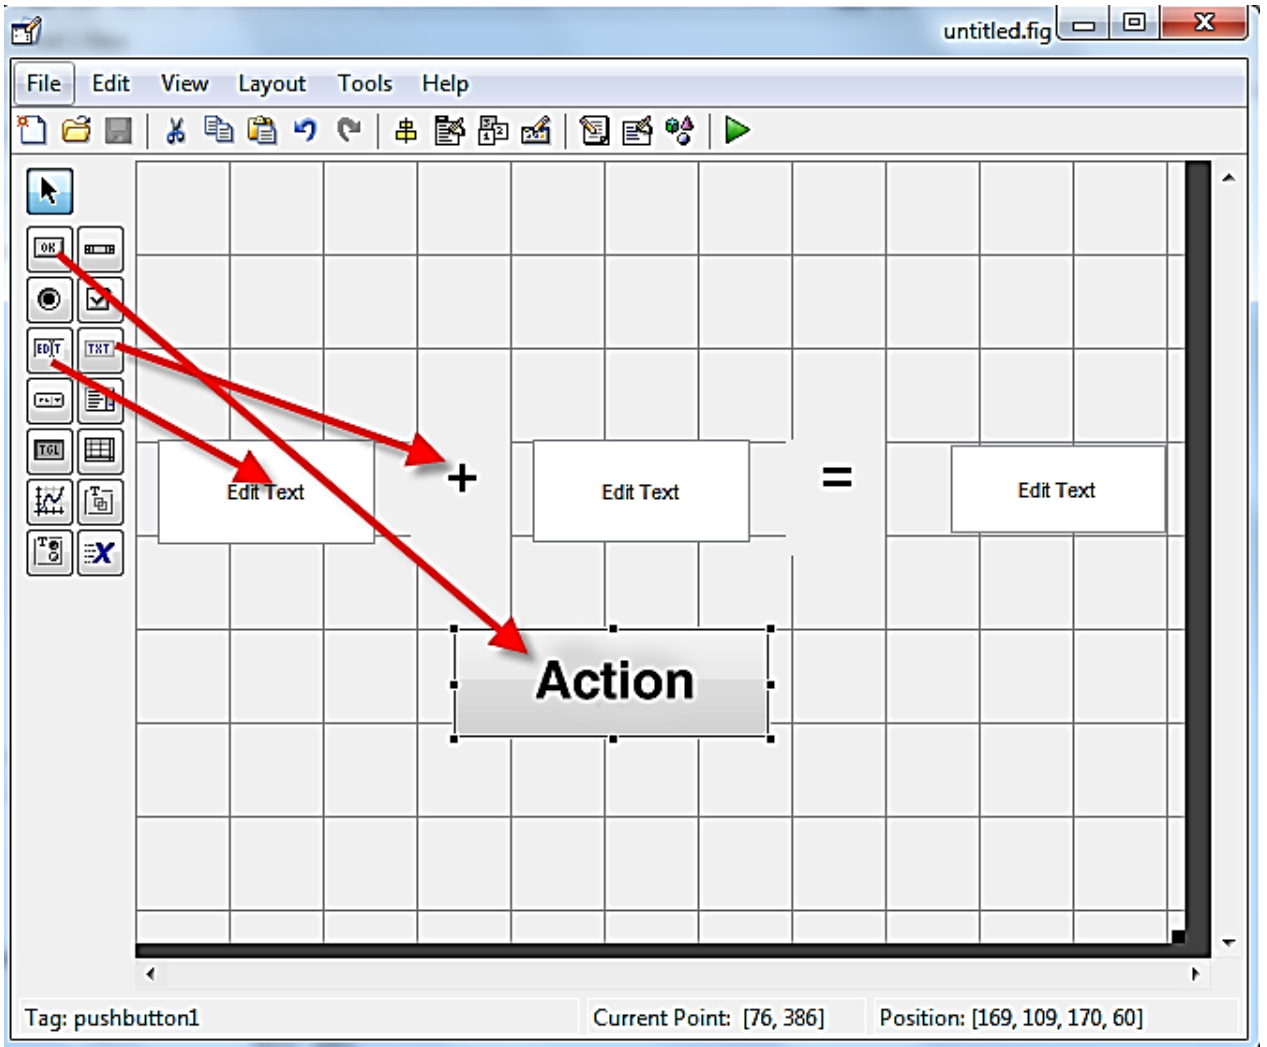 untitled.fig
File Edit View Layout Tools Help
OK
EDIT TXT
TGL
Edit Text + Edit Text = Edit Text
Action
Tag: pushbutton1 Current Point: [76, 386] Position: [169, 109, 170, 60]